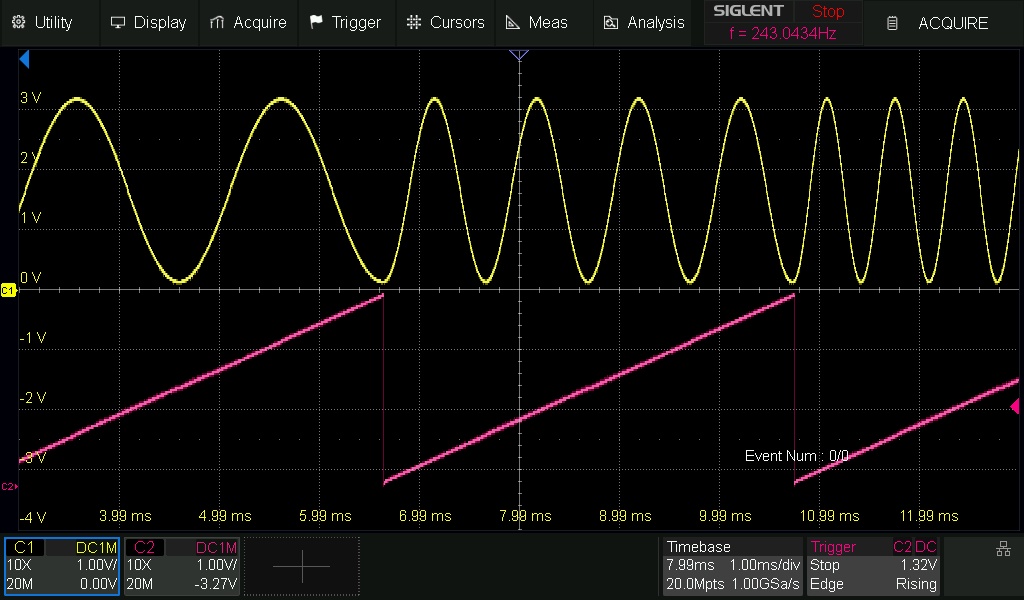 Utility Display Acquire Trigger Cursors Meas Analysis SIGLENT Stop ACQUIRE
f = 243.0434Hz
3 V
2 V
1 V
0 V
C1
-1 V
-2 V
-3 V
Event Num : 0/0
C2
-4 V 3.99 ms 4.99 ms 5.99 ms 6.99 ms 7.99 ms 8.99 ms 9.99 ms 10.99 ms 11.99 ms
C1 DC1M
10X 1.00V/
20M 0.00V
C2 DC1M
10X 1.00V/
20M -3.27V
Timebase
7.99ms 1.00ms/div
20.0Mpts 1.00GSa/s
Trigger C2 DC
Stop 1.32V
Edge Rising